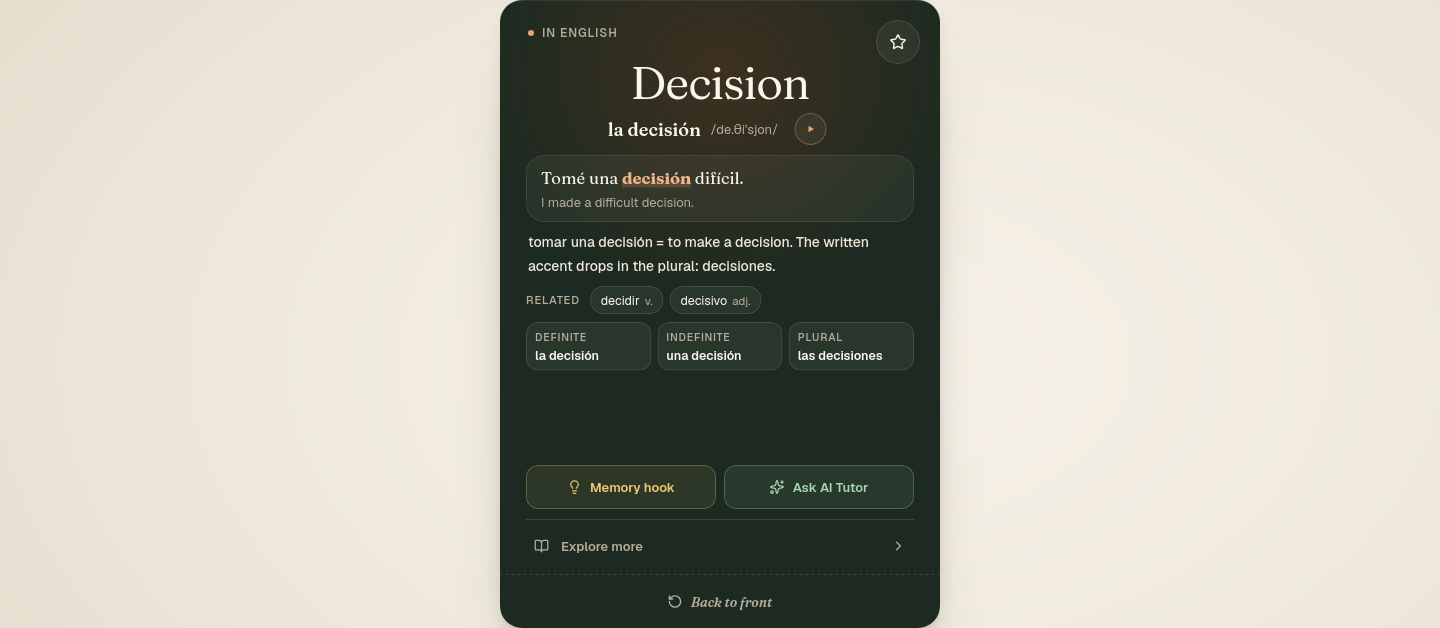 IN ENGLISH
Decision
la decisión /de.θi'sjon/
Tomé una decisión difícil.
I made a difficult decision.
tomar una decisión = to make a decision. The written
accent drops in the plural: decisiones.
RELATED decidir v. decisivo adj.
DEFINITE INDEFINITE PLURAL
la decisión una decisión las decisiones
Memory hook Ask AI Tutor
Explore more
Back to front